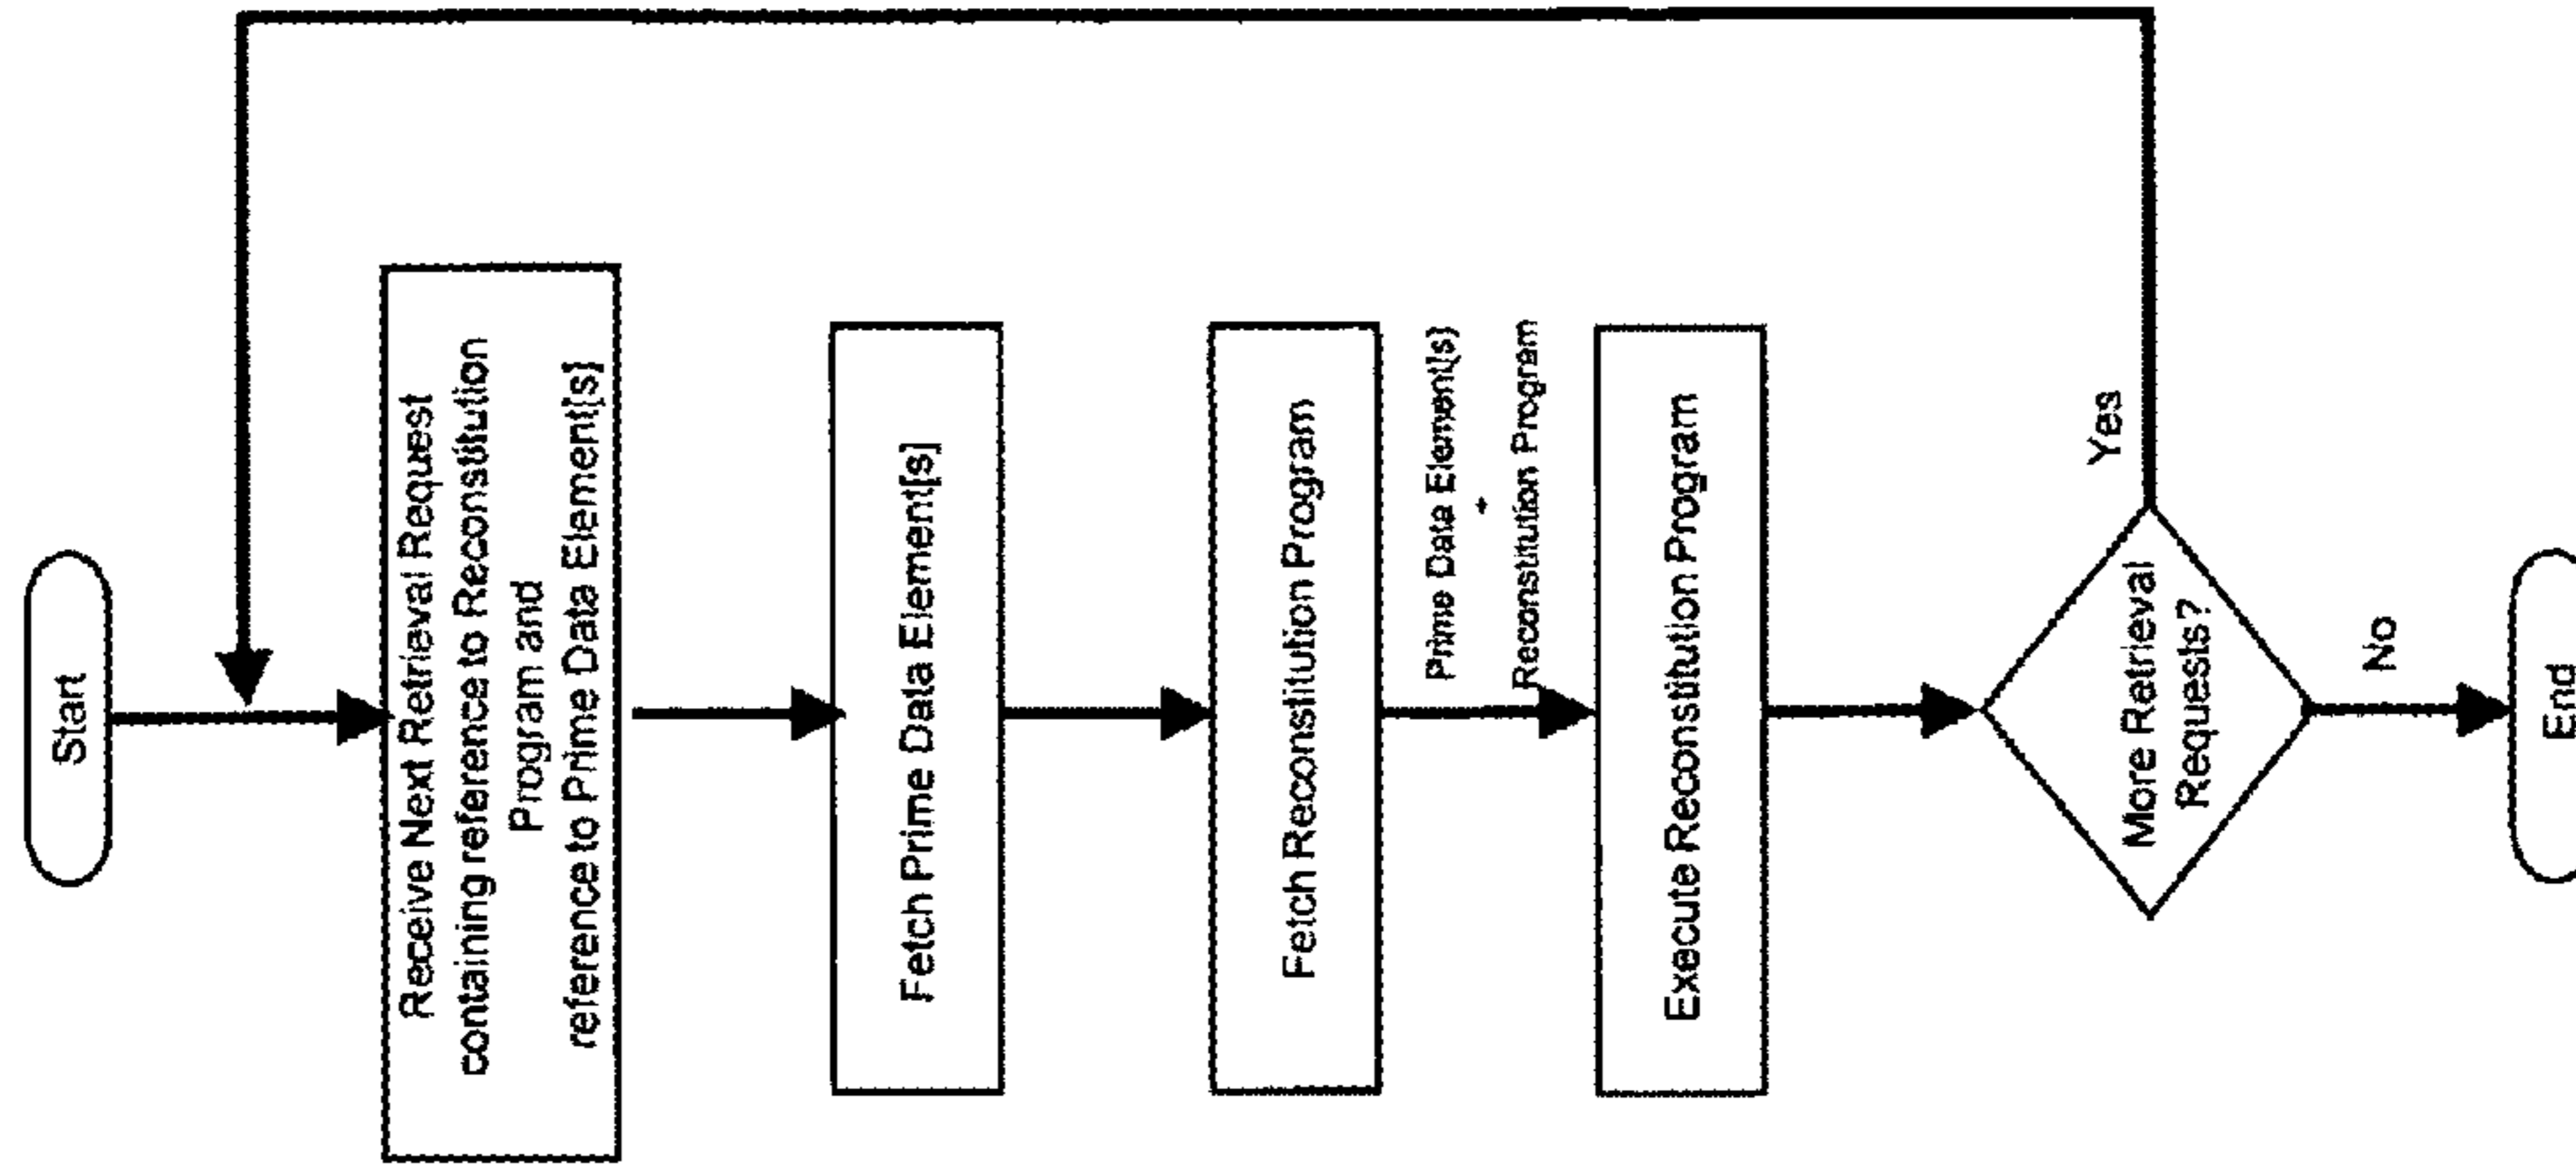 Start
Receive Next Retrieval Request
containing reference to Reconstitution
Program and
reference to Prime Data Element[s]
Fetch Prime Data Element[s]
Fetch Reconstitution Program
Prime Data Element[s]
+
Reconstitution Program
Execute Reconstitution Program
More Retrieval
Requests?
Yes
No
End